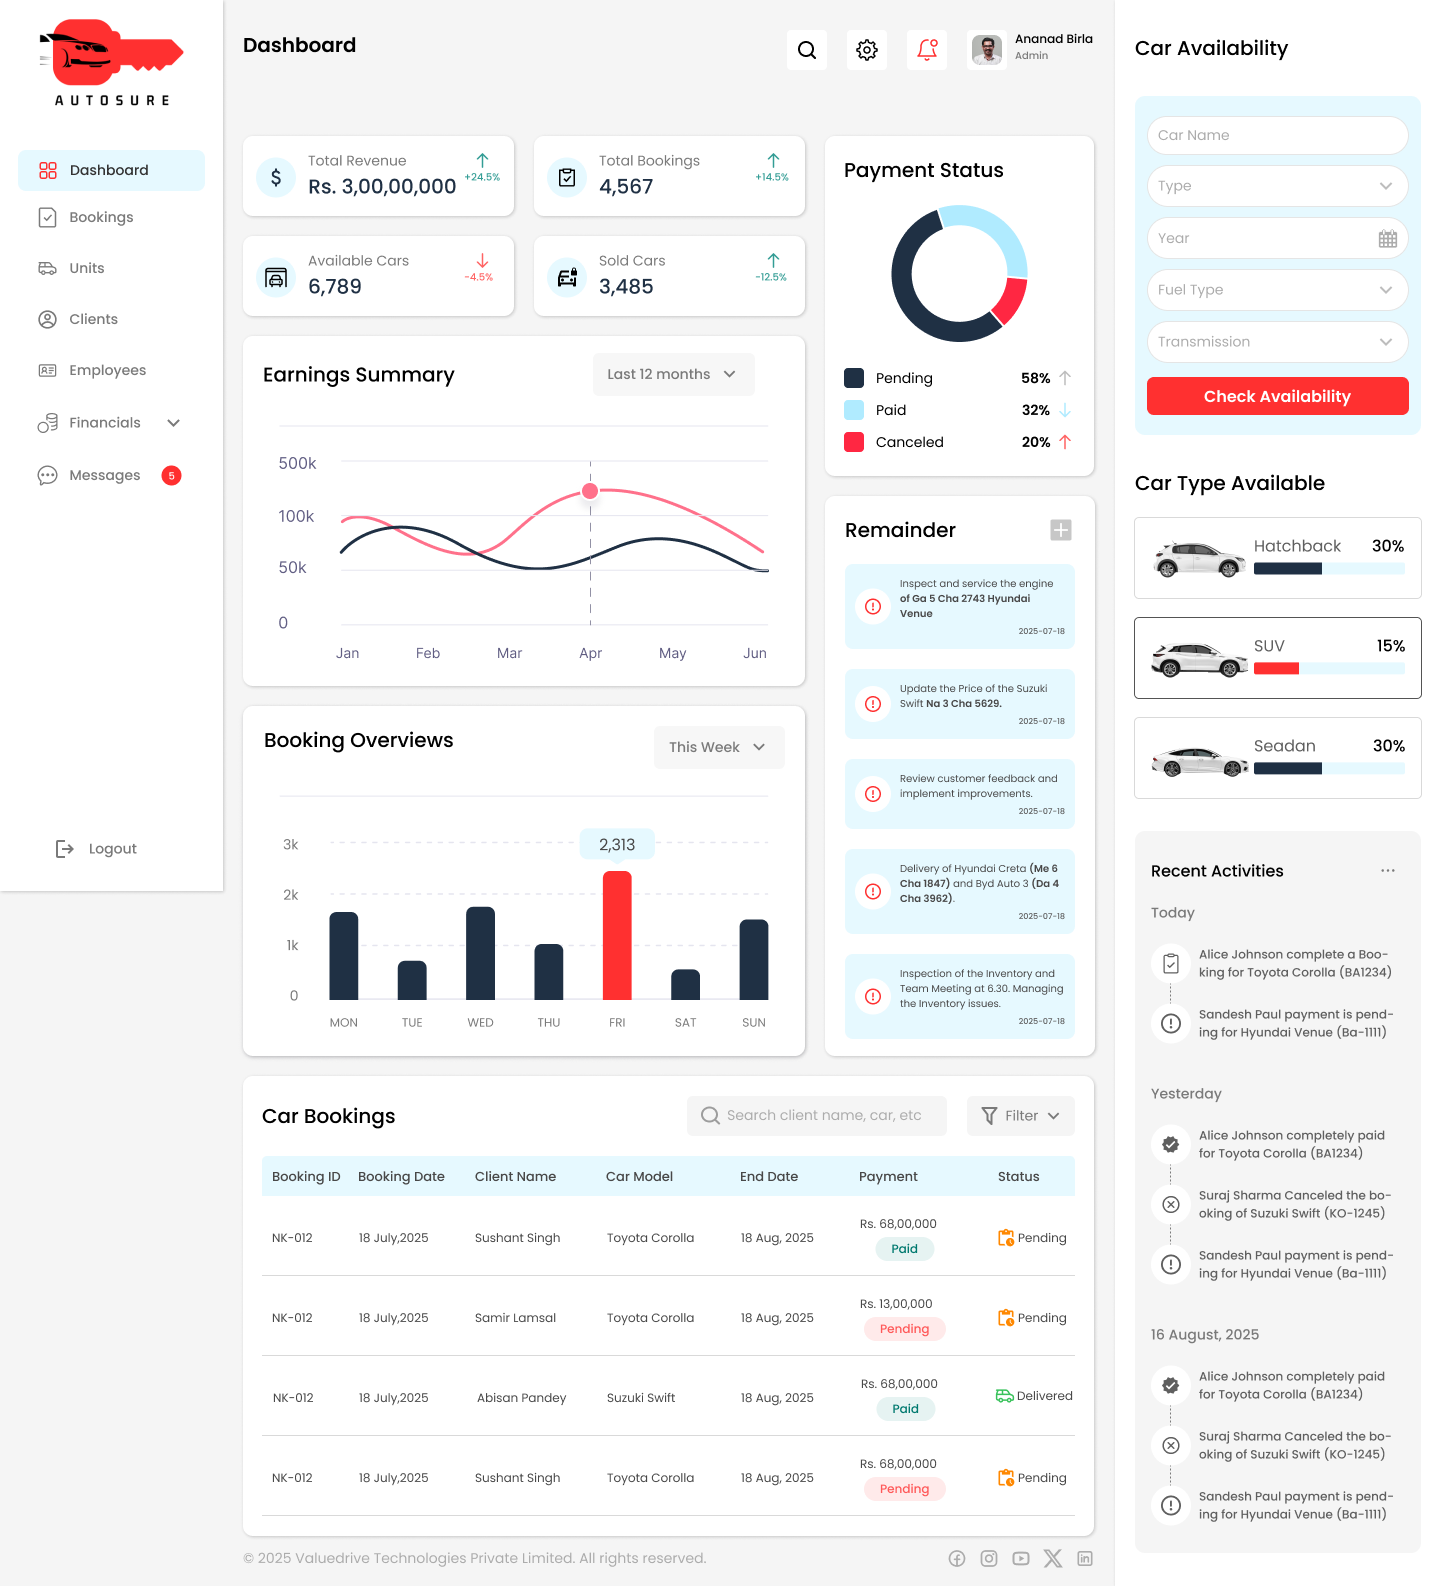 AUTOSURE
Dashboard
Bookings
Units
Clients
Employees
Financials
Messages
5
Logout
Dashboard
Ananad Birla
Admin
Total Revenue
Rs. 3,00,00,000
+24.5%
Total Bookings
4,567
+14.5%
Available Cars
6,789
-4.5%
Sold Cars
3,485
-12.5%
Payment Status
Pending
58%
Paid
32%
Canceled
20%
Earnings Summary
Last 12 months
500k
100k
50k
0
Jan
Feb
Mar
Apr
May
Jun
Booking Overviews
This Week
3k
2k
1k
0
2,313
MON
TUE
WED
THU
FRI
SAT
SUN
Remainder
Inspect and service the engine
of Ga 5 Cha 2743 Hyundai
Venue
2025-07-18
Update the Price of the Suzuki
Swift Na 3 Cha 5629.
2025-07-18
Review customer feedback and
implement improvements.
2025-07-18
Delivery of Hyundai Creta (Me 6
Cha 1847) and Byd Auto 3 (Da 4
Cha 3962).
2025-07-18
Inspection of the Inventory and
Team Meeting at 6.30. Managing
the Inventory issues.
2025-07-18
Car Bookings
Search client name, car, etc
Filter
Booking ID Booking Date Client Name Car Model End Date Payment Status
NK-012 18 July,2025 Sushant Singh Toyota Corolla 18 Aug, 2025 Rs. 68,00,000 Pending
Paid
NK-012 18 July,2025 Samir Lamsal Toyota Corolla 18 Aug, 2025 Rs. 13,00,000 Pending
Pending
NK-012 18 July,2025 Abisan Pandey Suzuki Swift 18 Aug, 2025 Rs. 68,00,000 Delivered
Paid
NK-012 18 July,2025 Sushant Singh Toyota Corolla 18 Aug, 2025 Rs. 68,00,000 Pending
Pending
© 2025 Valuedrive Technologies Private Limited. All rights reserved.
Car Availability
Car Name
Type
Year
Fuel Type
Transmission
Check Availability
Car Type Available
Hatchback
30%
SUV
15%
Seadan
30%
Recent Activities
Today
Alice Johnson complete a Boo-
king for Toyota Corolla (BA1234)
Sandesh Paul payment is pend-
ing for Hyundai Venue (Ba-1111)
Yesterday
Alice Johnson completely paid
for Toyota Corolla (BA1234)
Suraj Sharma Canceled the bo-
oking of Suzuki Swift (KO-1245)
Sandesh Paul payment is pend-
ing for Hyundai Venue (Ba-1111)
16 August, 2025
Alice Johnson completely paid
for Toyota Corolla (BA1234)
Suraj Sharma Canceled the bo-
oking of Suzuki Swift (KO-1245)
Sandesh Paul payment is pend-
ing for Hyundai Venue (Ba-1111)